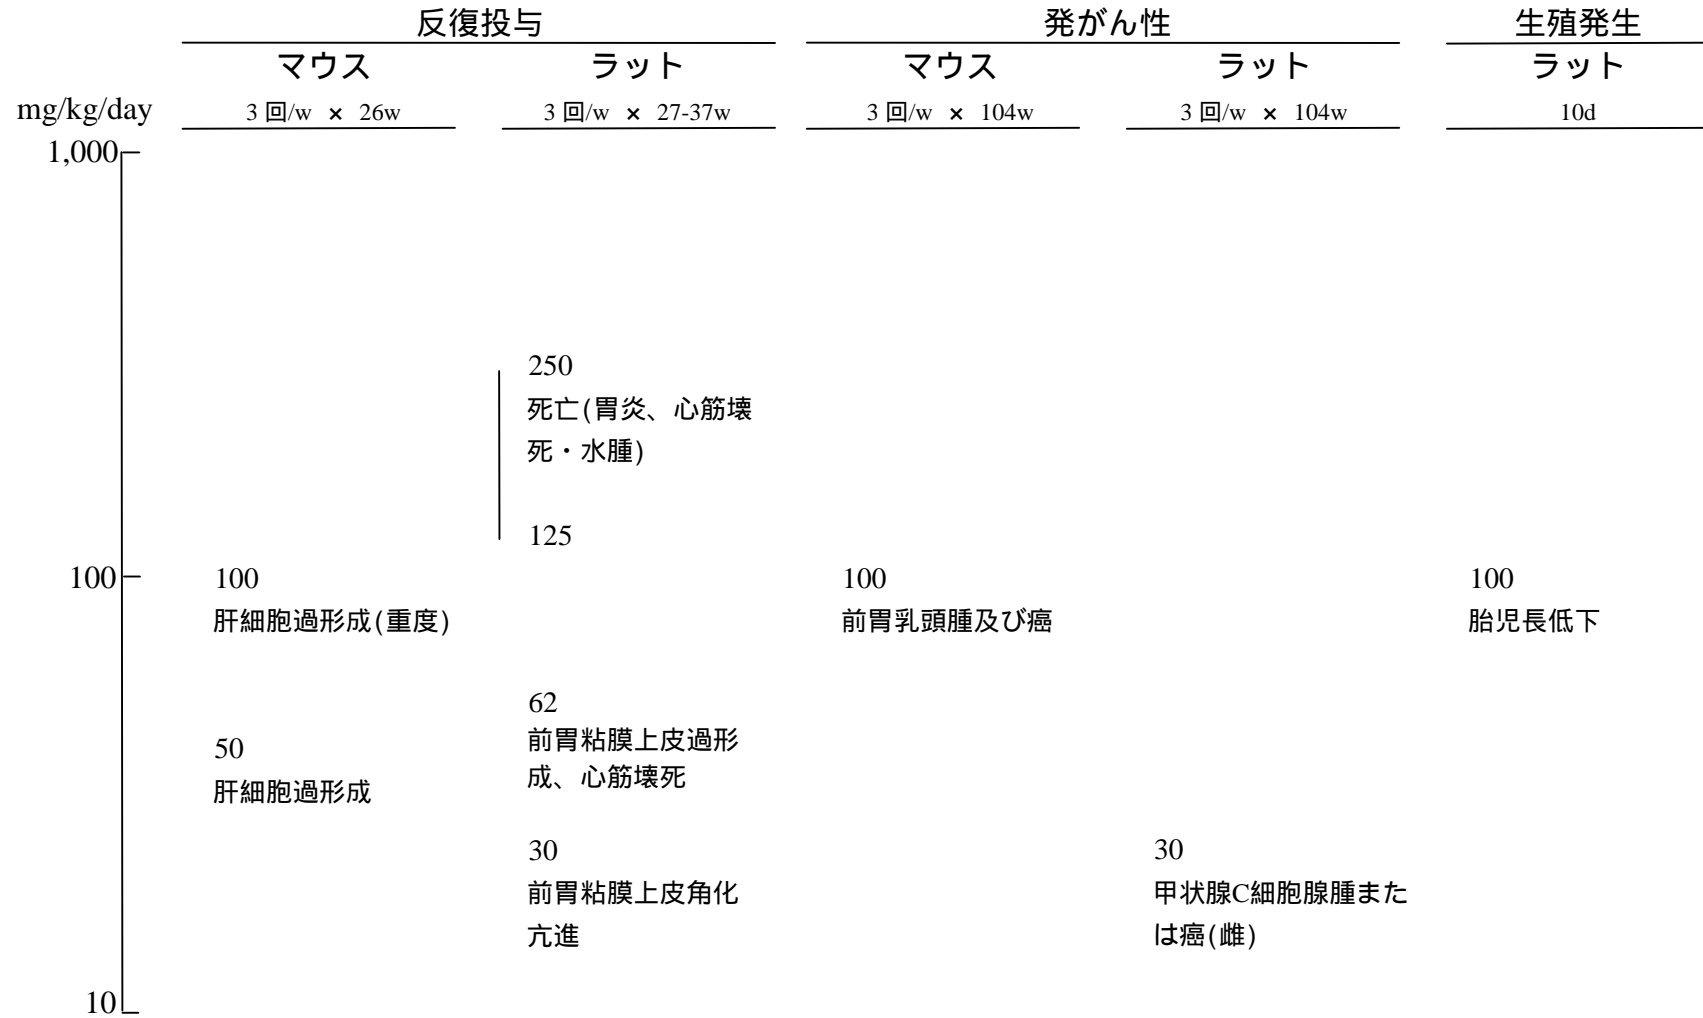 反復投与
発がん性
生殖発生
マウス
ラット
マウス
ラット
ラット
mg/kg/day
3 回/w × 26w
3 回/w × 27-37w
3 回/w × 104w
3 回/w × 104w
10d
1,000
250
死亡(胃炎、心筋壊
死・水腫)
125
100
100
肝細胞過形成(重度)
100
前胃乳頭腫及び癌
100
胎児長低下
62
前胃粘膜上皮過形
成、心筋壊死
50
肝細胞過形成
30
前胃粘膜上皮角化
亢進
30
甲状腺C細胞腺腫また
は癌(雌)
10